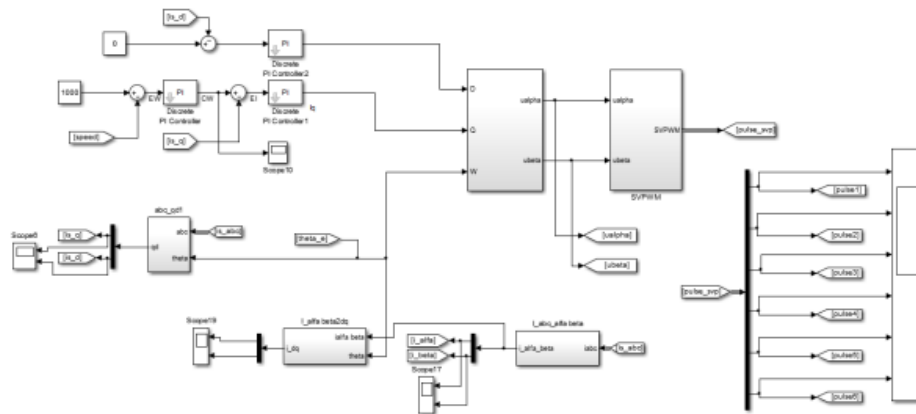 [is_d]
0
PI
Discrete
PI Controller2
1000
EW
PI
Discrete
PI Controller
CW
EI
PI
Discrete
PI Controller1
Iq
[speed]
[is_q]
Scope10
D
Q
W
ualpha
ubeta
ualpha
ubeta
SVPWM
SVPWM
[pulse_svp]
[ualpha]
[ubeta]
abc_qd1
Scope6
[is_q]
[is_d]
qd
abc
theta
[is_abc]
[theta_e]
[pulse_svp]
[pulse1]
[pulse2]
[pulse3]
[pulse4]
[pulse5]
[pulse6]
Scope19
I_alfa beta2dq
i_dq
ialfa beta
theta
[i_alfa]
[i_beta]
Scope17
I_abc_alfa beta
i_alfa_beta
iabc
[is_abc]